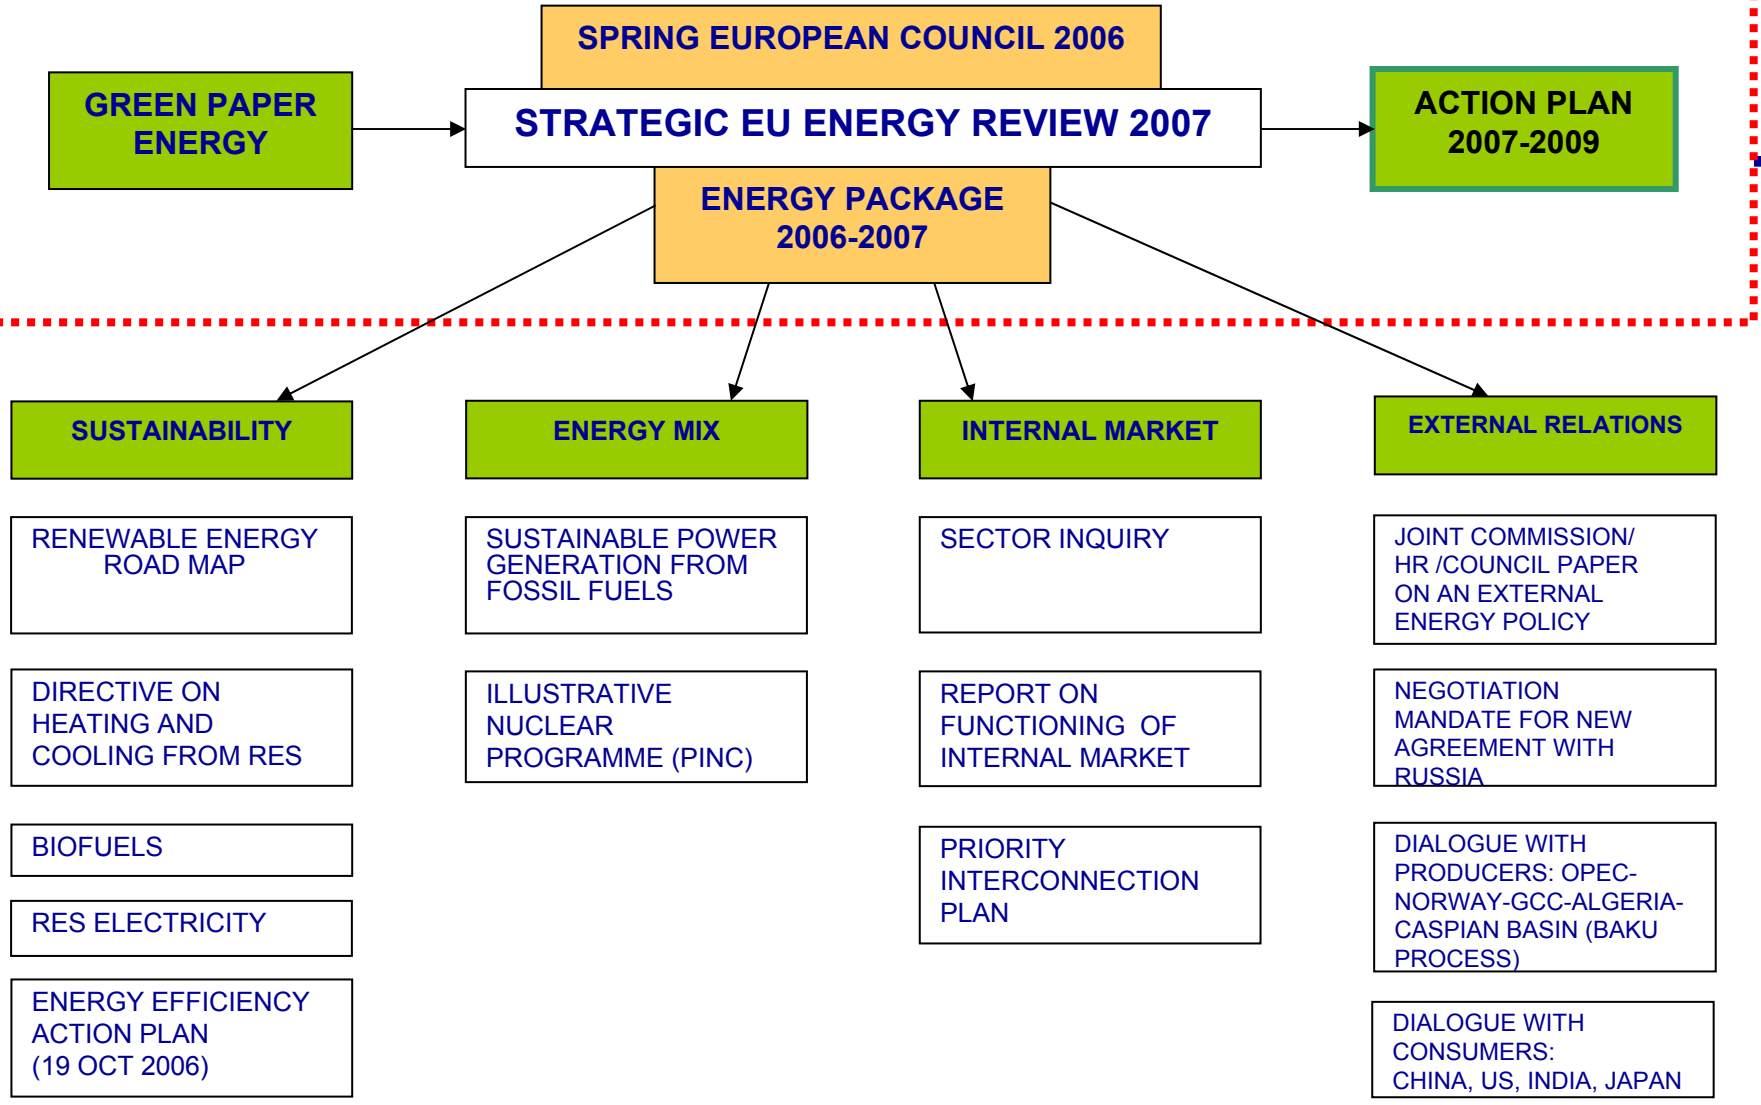 SPRING EUROPEAN COUNCIL 2006
GREEN PAPER
ENERGY
STRATEGIC EU ENERGY REVIEW 2007
ACTION PLAN
2007-2009
ENERGY PACKAGE
2006-2007
SUSTAINABILITY
RENEWABLE ENERGY
ROAD MAP
DIRECTIVE ON
HEATING AND
COOLING FROM RES
BIOFUELS
RES ELECTRICITY
ENERGY EFFICIENCY
ACTION PLAN
(19 OCT 2006)
ENERGY MIX
SUSTAINABLE POWER
GENERATION FROM
FOSSIL FUELS
ILLUSTRATIVE
NUCLEAR
PROGRAMME (PINC)
INTERNAL MARKET
SECTOR INQUIRY
REPORT ON
FUNCTIONING OF
INTERNAL MARKET
PRIORITY
INTERCONNECTION
PLAN
EXTERNAL RELATIONS
JOINT COMMISSION/
HR /COUNCIL PAPER
ON AN EXTERNAL
ENERGY POLICY
NEGOTIATION
MANDATE FOR NEW
AGREEMENT WITH
RUSSIA
DIALOGUE WITH
PRODUCERS: OPEC-
NORWAY-GCC-ALGERIA-
CASPIAN BASIN (BAKU
PROCESS)
DIALOGUE WITH
CONSUMERS:
CHINA, US, INDIA, JAPAN